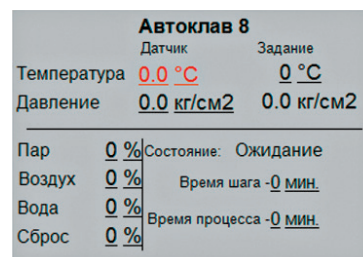 Автоклав 8
Датчик Задание
Температура 0.0 °C 0 °C
Давление 0.0 кг/см2 0.0 кг/см2
Пар 0 % Состояние: Ожидание
Воздух 0 % Время шага -0 мин.
Вода 0 % Время процесса -0 мин.
Сброс 0 %